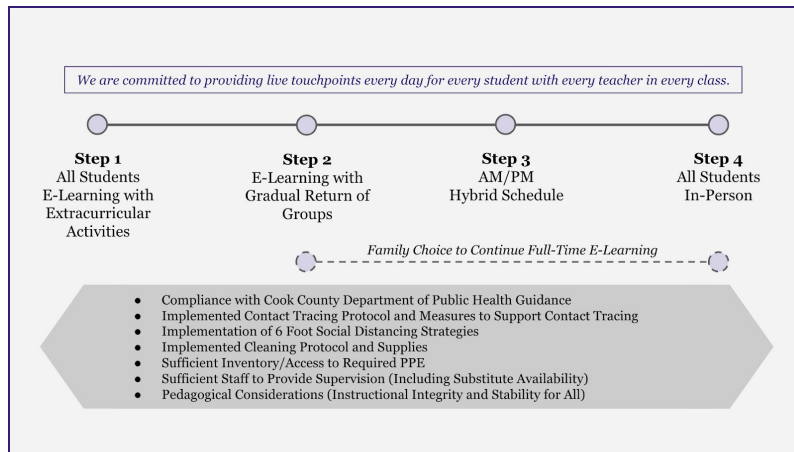 We are committed to providing live touchpoints every day for every student with every teacher in every class.
Step 1
All Students
E-Learning with
Extracurricular
Activities
Step 2
E-Learning with
Gradual Return of
Groups
Step 3
AM/PM
Hybrid Schedule
Step 4
All Students
In-Person
Family Choice to Continue Full-Time E-Learning
● Compliance with Cook County Department of Public Health Guidance
● Implemented Contact Tracing Protocol and Measures to Support Contact Tracing
● Implementation of 6 Foot Social Distancing Strategies
● Implemented Cleaning Protocol and Supplies
● Sufficient Inventory/Access to Required PPE
● Sufficient Staff to Provide Supervision (Including Substitute Availability)
● Pedagogical Considerations (Instructional Integrity and Stability for All)